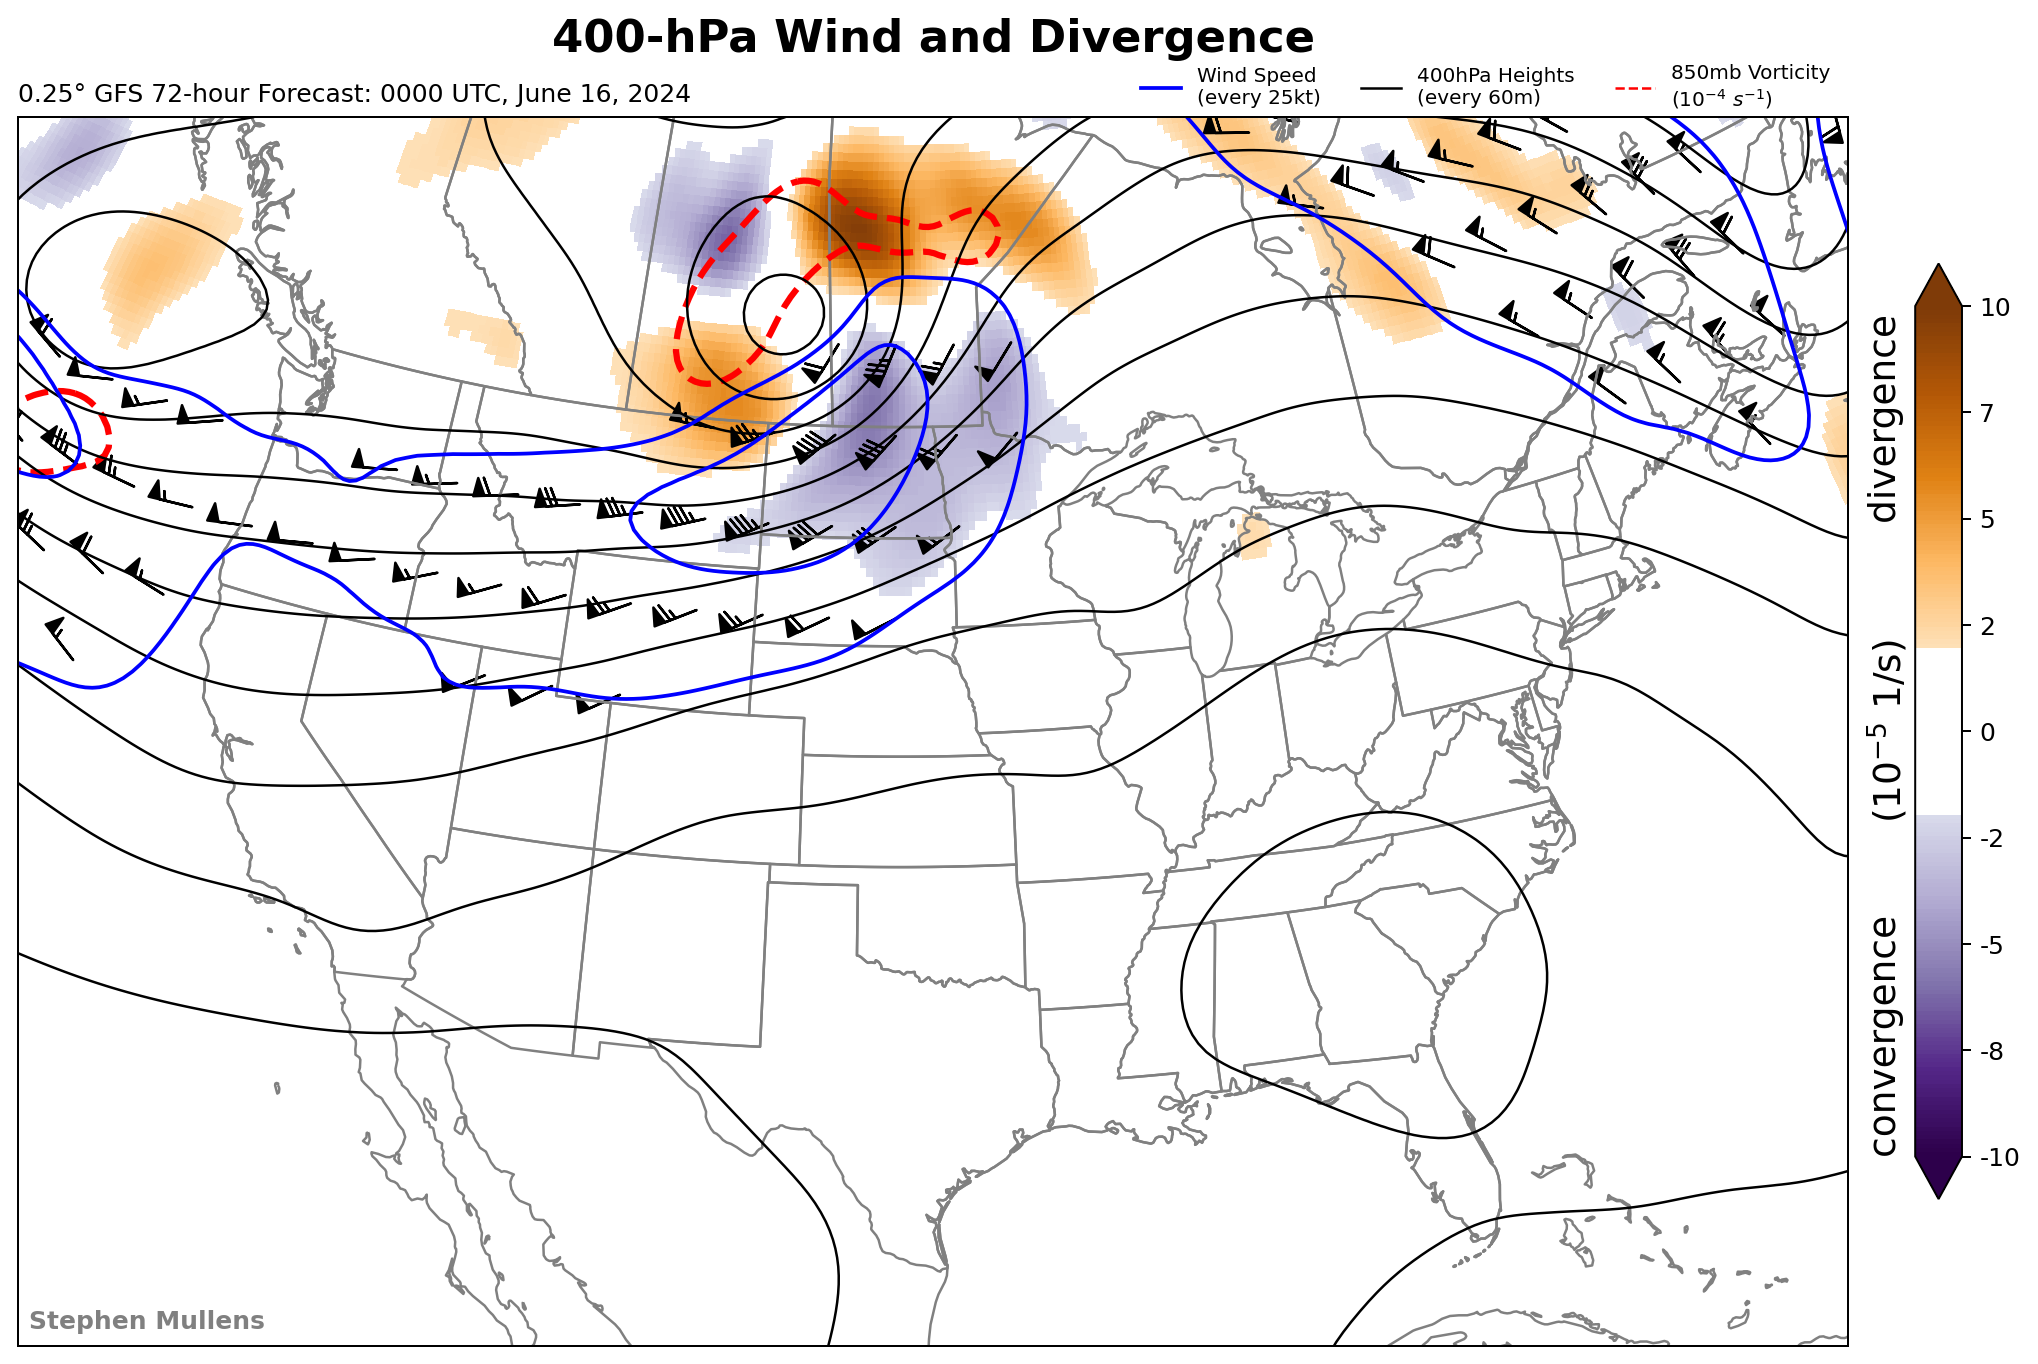 400-hPa Wind and Divergence
0.25° GFS 72-hour Forecast: 0000 UTC, June 16, 2024
Wind Speed
(every 25kt)
400hPa Heights
(every 60m)
850mb Vorticity
(10⁻⁴ s⁻¹)
10
7
5
2
0
-2
-5
-8
-10
convergence (10⁻⁵ 1/s) divergence
Stephen Mullens